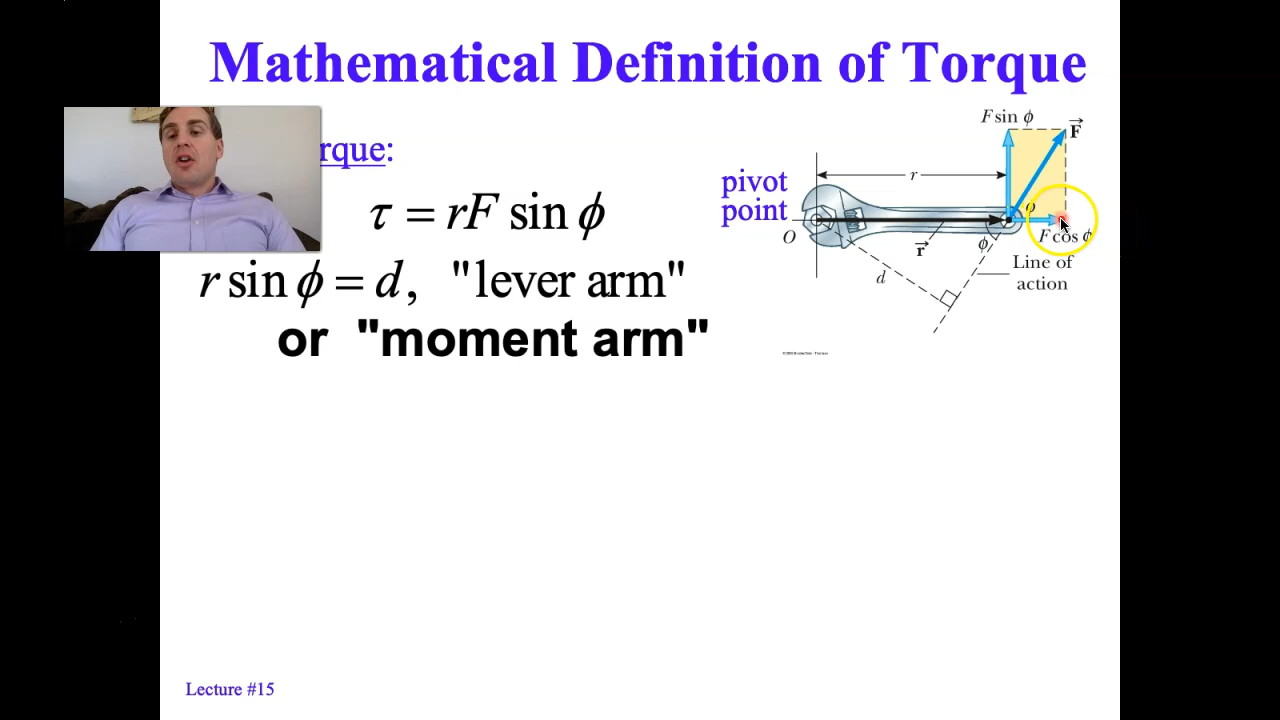 Mathematical Definition of Torque
rque:
τ = rF sin ϕ
r sin ϕ = d, "lever arm"
or "moment arm"
pivot
point
F sin ϕ
F
r
O
r
d
ϕ
ϕ
F cos ϕ
Line of
action
Lecture #15